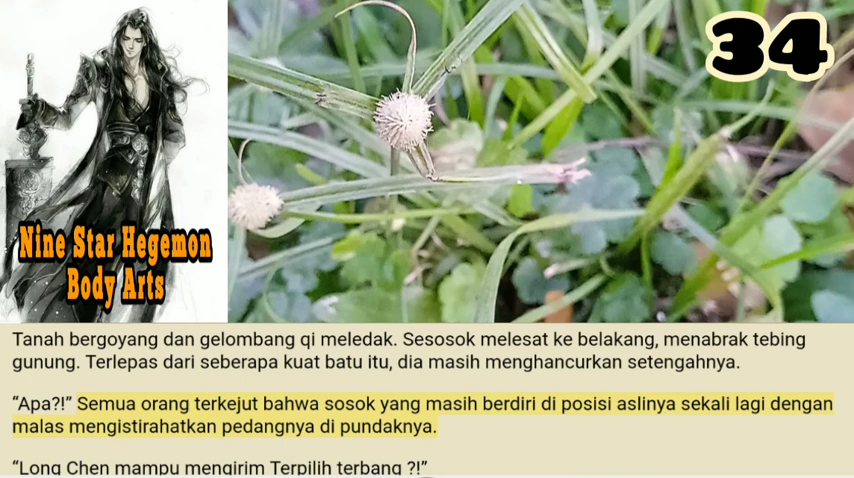 34
Nine Star Hegemon
Body Arts
Tanah bergoyang dan gelombang qi meledak. Sesosok melesat ke belakang, menabrak tebing
gunung. Terlepas dari seberapa kuat batu itu, dia masih menghancurkan setengahnya.
“Apa?!” Semua orang terkejut bahwa sosok yang masih berdiri di posisi aslinya sekali lagi dengan
malas mengistirahatkan pedangnya di pundaknya.
“Long Chen mampu mengirim Terpilih terbang ?!”